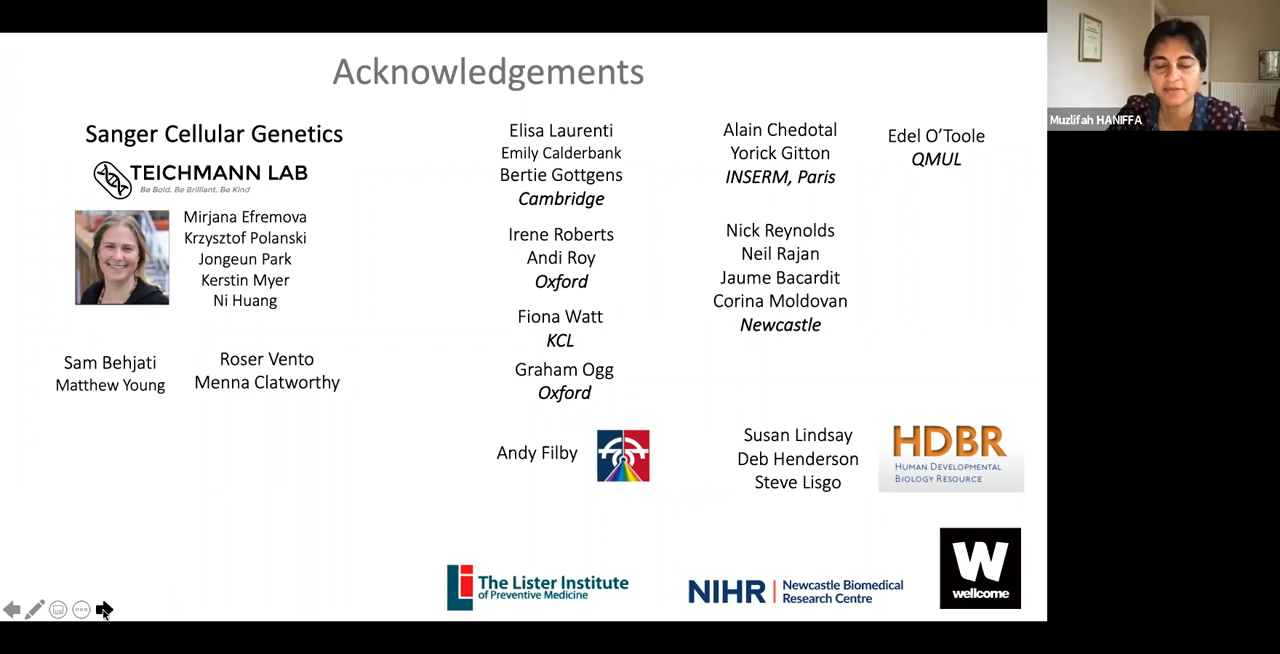 Acknowledgements
Sanger Cellular Genetics
TEICHMANN LAB
Be Bold. Be Brilliant. Be Kind
Mirjana Efremova
Krzysztof Polanski
Jongeun Park
Kerstin Myer
Ni Huang
Sam Behjati
Matthew Young
Roser Vento
Menna Clatworthy
Elisa Laurenti
Emily Calderbank
Bertie Gottgens
Cambridge
Irene Roberts
Andi Roy
Oxford
Fiona Watt
KCL
Graham Ogg
Oxford
Andy Filby
Alain Chedotal
Yorick Gitton
INSERM, Paris
Nick Reynolds
Neil Rajan
Jaume Bacardit
Corina Moldovan
Newcastle
Edel O'Toole
QMUL
Susan Lindsay
Deb Henderson
Steve Lisgo
HDBR
HUMAN DEVELOPMENTAL
BIOLOGY RESOURCE
The Lister Institute
of Preventive Medicine
NIHR
Newcastle Biomedical
Research Centre
W
wellcome
Muzlifah HANIFFA